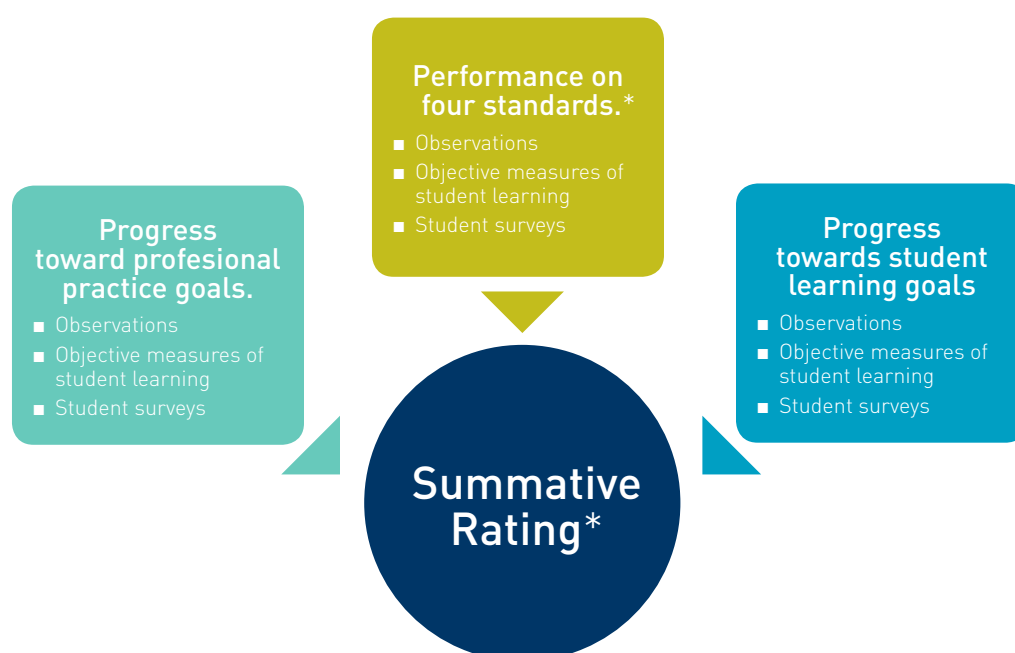 Performance on
four standards.*
■ Observations
■ Objective measures of
student learning
■ Student surveys
Progress
toward profesional
practice goals.
■ Observations
■ Objective measures of
student learning
■ Student surveys
Progress
towards student
learning goals
■ Observations
■ Objective measures of
student learning
■ Student surveys
Summative
Rating*